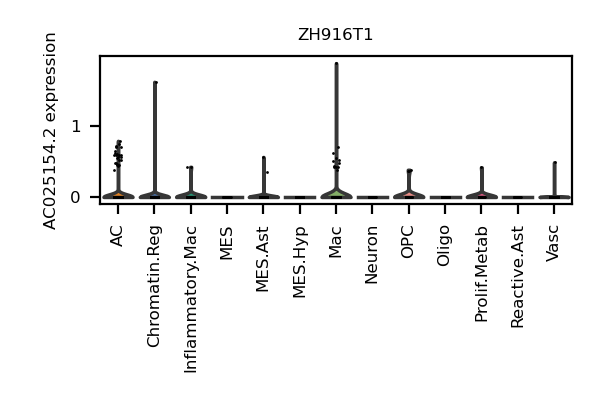 ZH916T1
AC025154.2 expression
1
0
AC
Chromatin.Reg
Inflammatory.Mac
MES
MES.Ast
MES.Hyp
Mac
Neuron
OPC
Oligo
Prolif.Metab
Reactive.Ast
Vasc